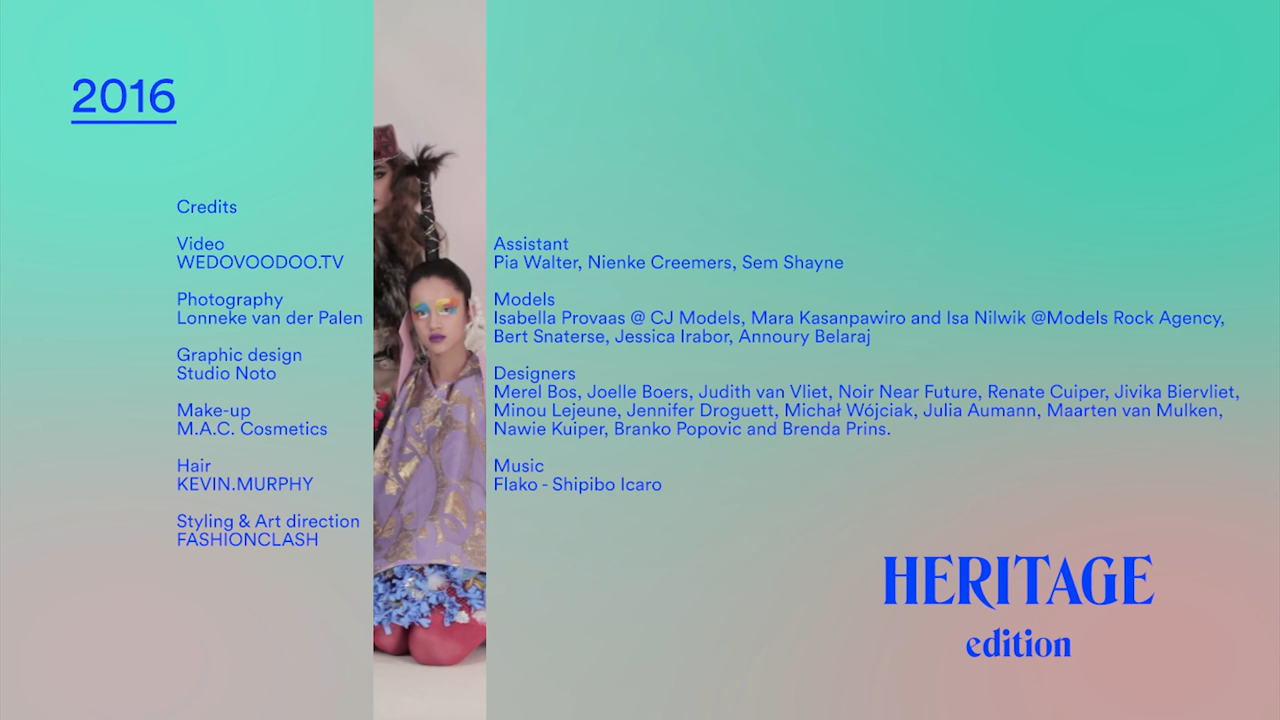 2016
Credits
Video
WEDOVOODOO.TV
Photography
Lonneke van der Palen
Graphic design
Studio Noto
Make-up
M.A.C. Cosmetics
Hair
KEVIN.MURPHY
Styling & Art direction
FASHIONCLASH
Assistant
Pia Walter, Nienke Creemers, Sem Shayne
Models
Isabella Provaas @ CJ Models, Mara Kasanpawiro and Isa Nilwik @Models Rock Agency,
Bert Snaterse, Jessica Irabor, Annoury Belaraj
Designers
Merel Bos, Joelle Boers, Judith van Vliet, Noir Near Future, Renate Cuiper, Jivika Biervliet,
Minou Lejeune, Jennifer Droguett, Michał Wójciak, Julia Aumann, Maarten van Mulken,
Nawie Kuiper, Branko Popovic and Brenda Prins.
Music
Flako - Shipibo Icaro
HERITAGE
edition